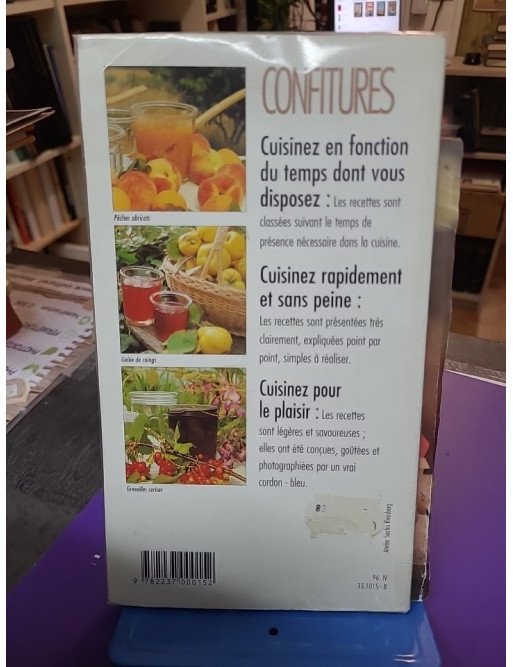 CONFITURES
Cuisinez en fonction
du temps dont vous
disposez : Les recettes sont
classées suivant le temps de
présence nécessaire dans la cuisine.
Pêches abricots
Cuisinez rapidement
et sans peine :
Les recettes sont présentées très
clairement, expliquées point par
point, simples à réaliser.
Gelée de coings
Cuisinez pour
le plaisir : Les recettes
sont légères et savoureuses ;
elles ont été conçues, goûtées et
photographiées par un vrai
cordon - bleu.
Groseilles cerises
9 782237 000152
96 N
33.1015-8